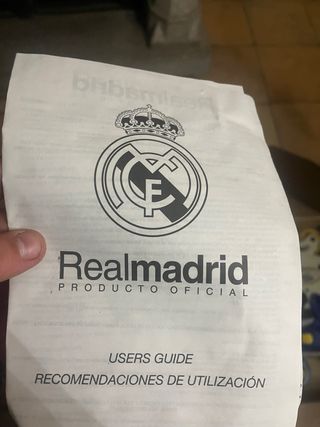 Realmadrid
PRODUCTO OFICIAL
USERS GUIDE
RECOMENDACIONES DE UTILIZACIÓN